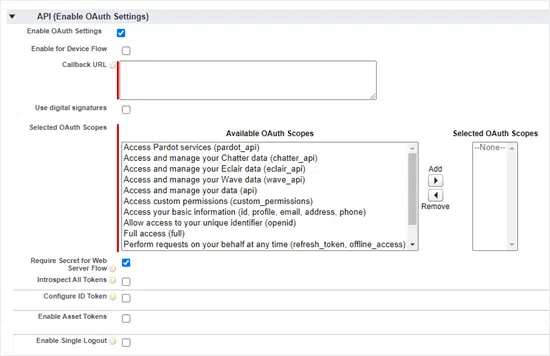 API (Enable OAuth Settings)
Enable OAuth Settings
Enable for Device Flow
Callback URL
Use digital signatures
Selected OAuth Scopes
Available OAuth Scopes
Selected OAuth Scopes
Access Pardot services (pardot_api)
Access and manage your Chatter data (chatter_api)
Access and manage your Eclair data (eclair_api)
Access and manage your Wave data (wave_api)
Access and manage your data (api)
Access custom permissions (custom_permissions)
Access your basic information (id, profile, email, address, phone)
Allow access to your unique identifier (openid)
Full access (full)
Perform requests on your behalf at any time (refresh_token, offline_access)
Add
Remove
--None--
Require Secret for Web
Server Flow
Introspect All Tokens
Configure ID Token
Enable Asset Tokens
Enable Single Logout